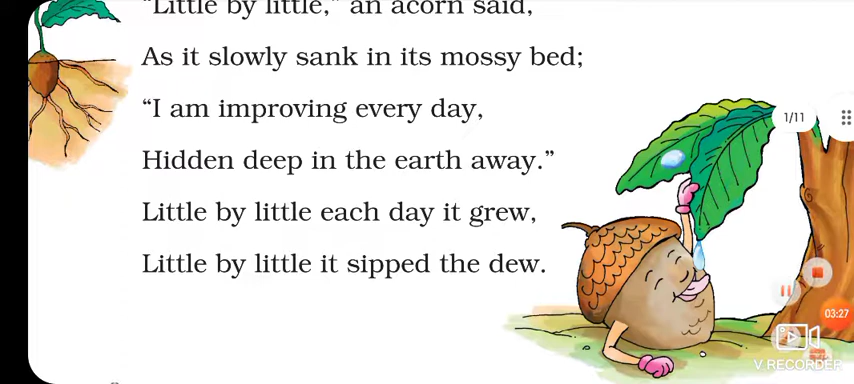 "Little by little," an acorn said,
As it slowly sank in its mossy bed;
"I am improving every day,
Hidden deep in the earth away."
Little by little each day it grew,
Little by little it sipped the dew.
1/11
03:27
V RECORDER